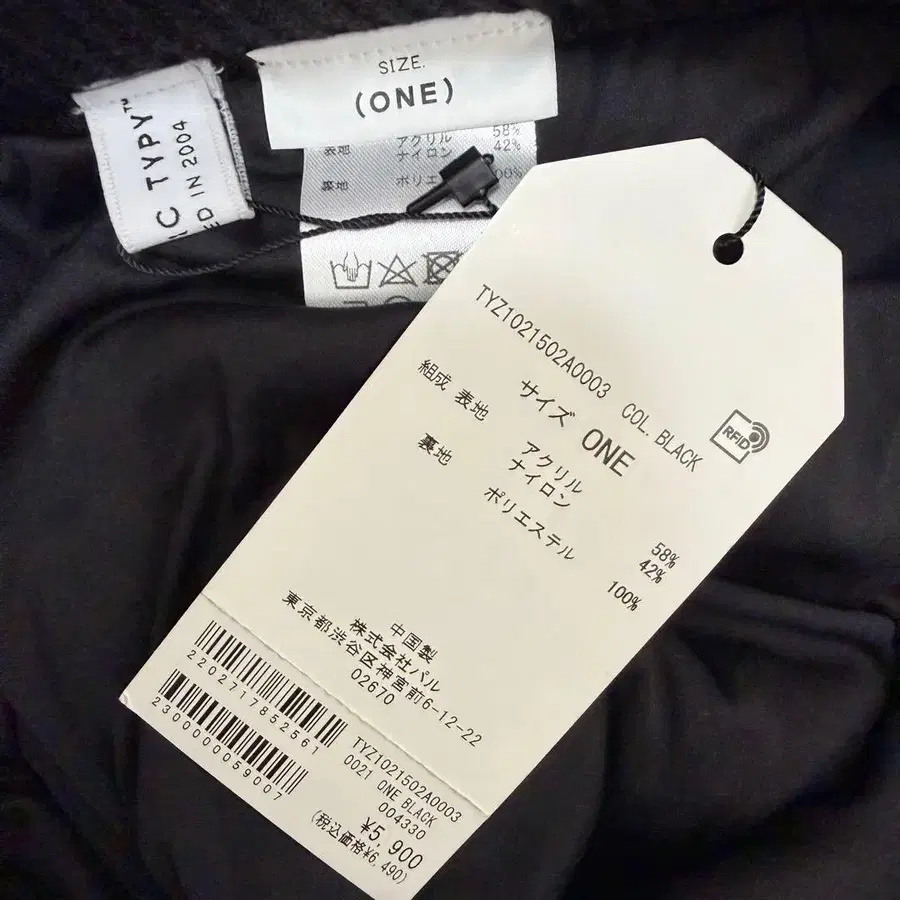 SIZE.
(ONE)
C TYPY™
ED IN 2004
表地 アクリル 58%
ナイロン 42%
裏地 ポリエ 00%
TYZ1021502A0003 COL.BLACK
RFID
サイズ ONE
組成 表地 アクリル 58%
ナイロン 42%
裏地 ポリエステル 100%
中国製
株式会社パル
東京都渋谷区神宮前6-12-22
02670
2202717852561
2300000059007
TYZ1021502A0003
0021 ONE BLACK
004330
¥5,900
(税込価格¥6,490)